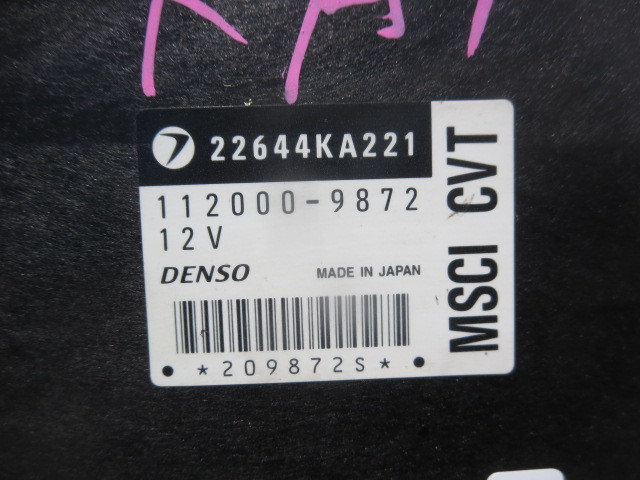 22644KA221
112000-9872
12V
DENSO MADE IN JAPAN
*209872S*
MSCI CVT